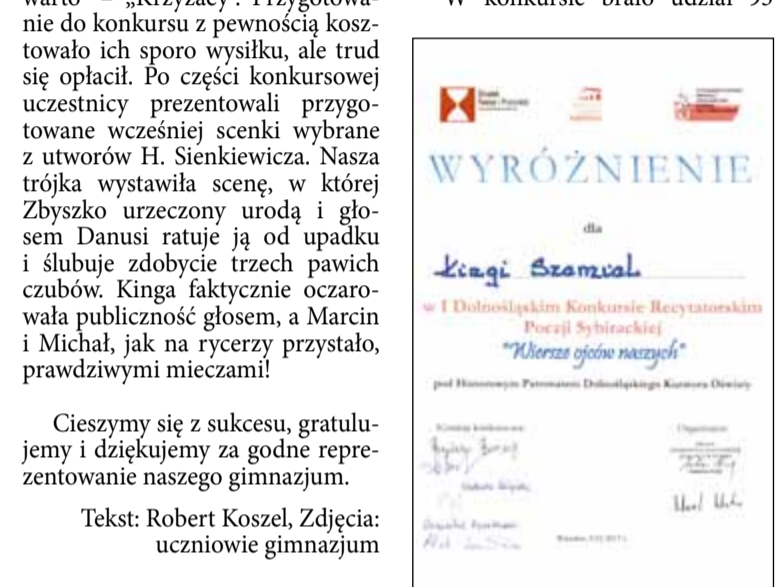 warto – „Krzyżacy”. Przygotowa-
nie do konkursu z pewnością kosz-
towało ich sporo wysiłku, ale trud
się opłacił. Po części konkursowej
uczestnicy prezentowali przygo-
towane wcześniej scenki wybrane
z utworów H. Sienkiewicza. Nasza
trójka wystawiła scenę, w której
Zbyszko urzeczony urodą i gło-
sem Danusi ratuje ją od upadku
i ślubuje zdobycie trzech pawich
czubów. Kinga faktycznie oczaro-
wała publiczność głosem, a Marcin
i Michał, jak na rycerzy przystało,
prawdziwymi mieczami!
Cieszymy się z sukcesu, gratulu-
jemy i dziękujemy za godne repre-
zentowanie naszego gimnazjum.
Tekst: Robert Koszel, Zdjęcia:
uczniowie gimnazjum
W konkursie brało udział 95
WYRÓŻNIENIE
dla
Kingi
w I Dolnośląskim Konkursie Recytatorskim
Poezji Sybirackiej
"Wiersze ojców naszych"
pod Honorowym Patronatem Dolnośląskiego Kuratora Oświaty